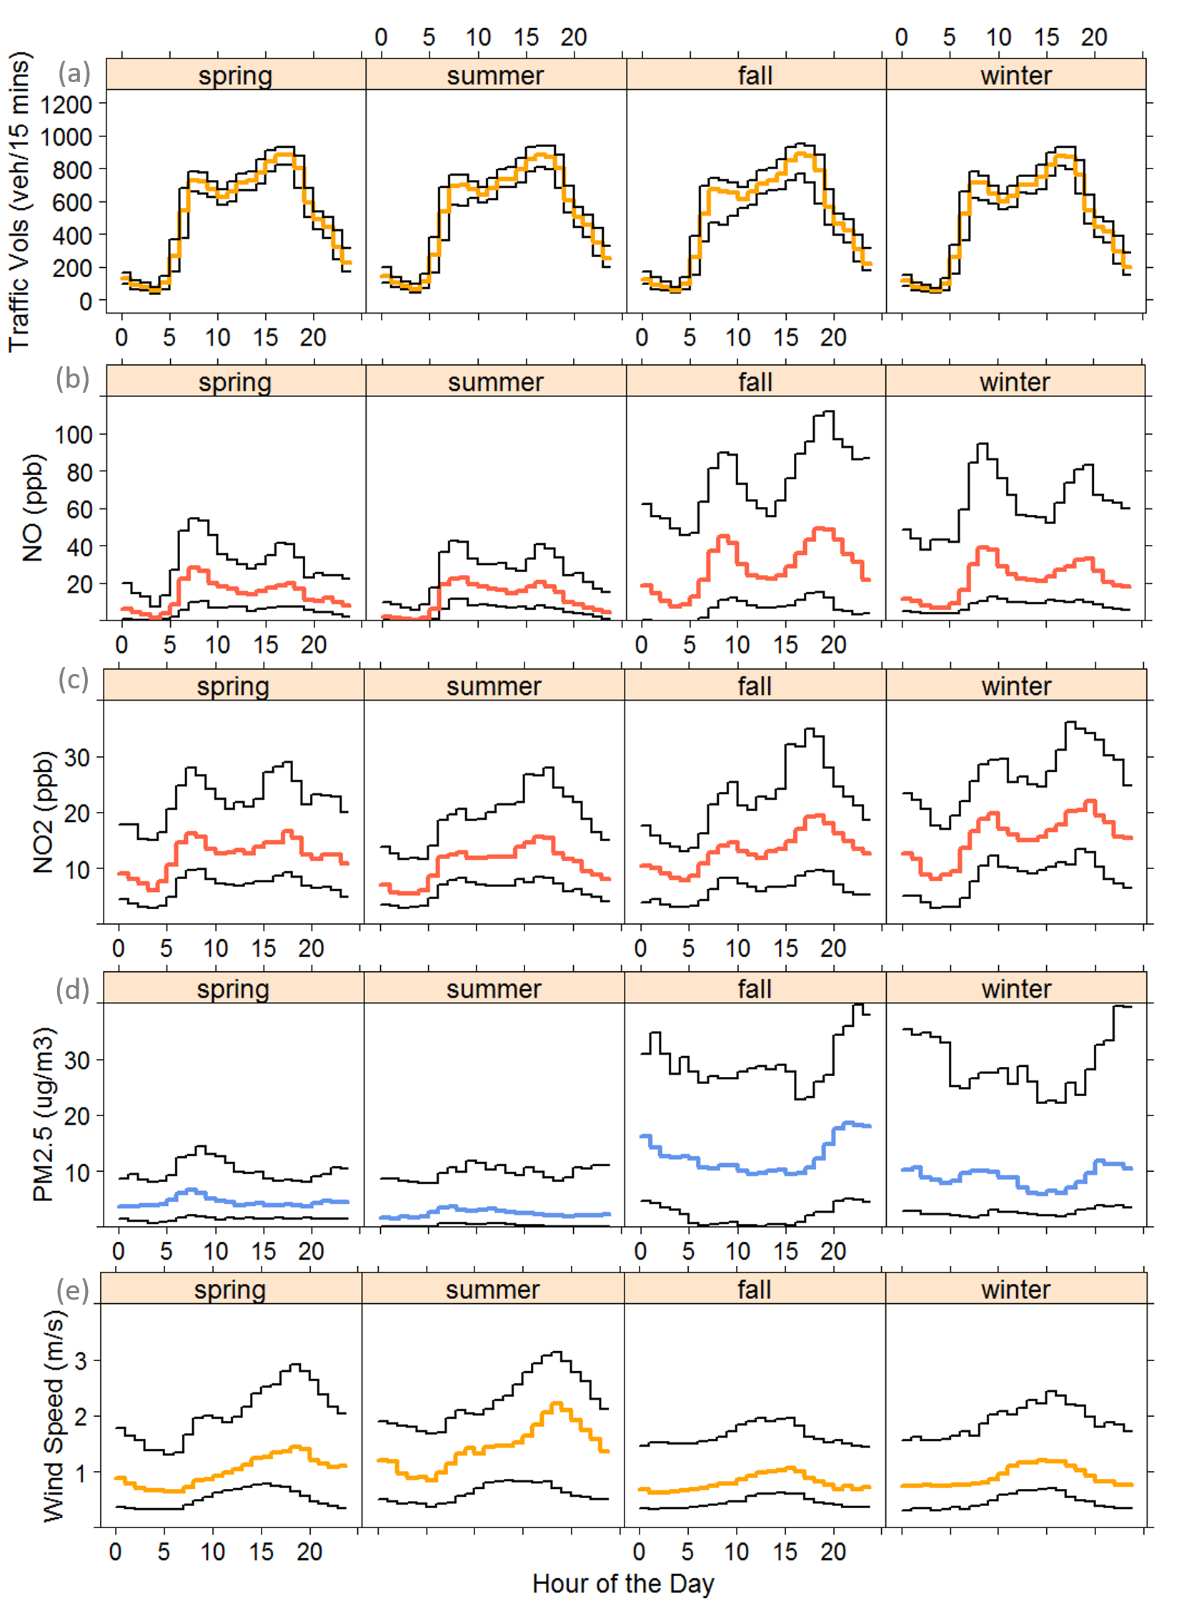 0 5 10 15 20 0 5 10 15 20
(a) spring summer fall winter
Traffic Vols (veh/15 mins)
1200
1000
800
600
400
200
0
0 5 10 15 20 0 5 10 15 20
(b) spring summer fall winter
NO (ppb)
100
80
60
40
20
0 5 10 15 20 0 5 10 15 20
(c) spring summer fall winter
NO2 (ppb)
30
20
10
0 5 10 15 20 0 5 10 15 20
(d) spring summer fall winter
PM2.5 (ug/m3)
30
20
10
0 5 10 15 20 0 5 10 15 20
(e) spring summer fall winter
Wind Speed (m/s)
3
2
1
0 5 10 15 20 0 5 10 15 20
Hour of the Day